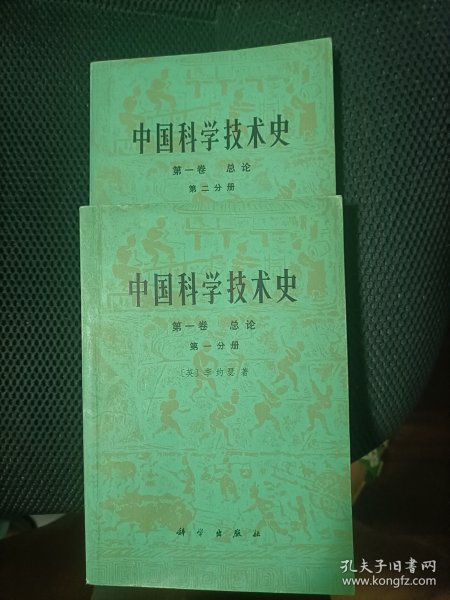 中国科学技术史
第一卷 总论
第二分册
中国科学技术史
第一卷 总论
第一分册
〔英〕李约瑟著
科学出版社
孔夫子旧书网
www.kongfz.com